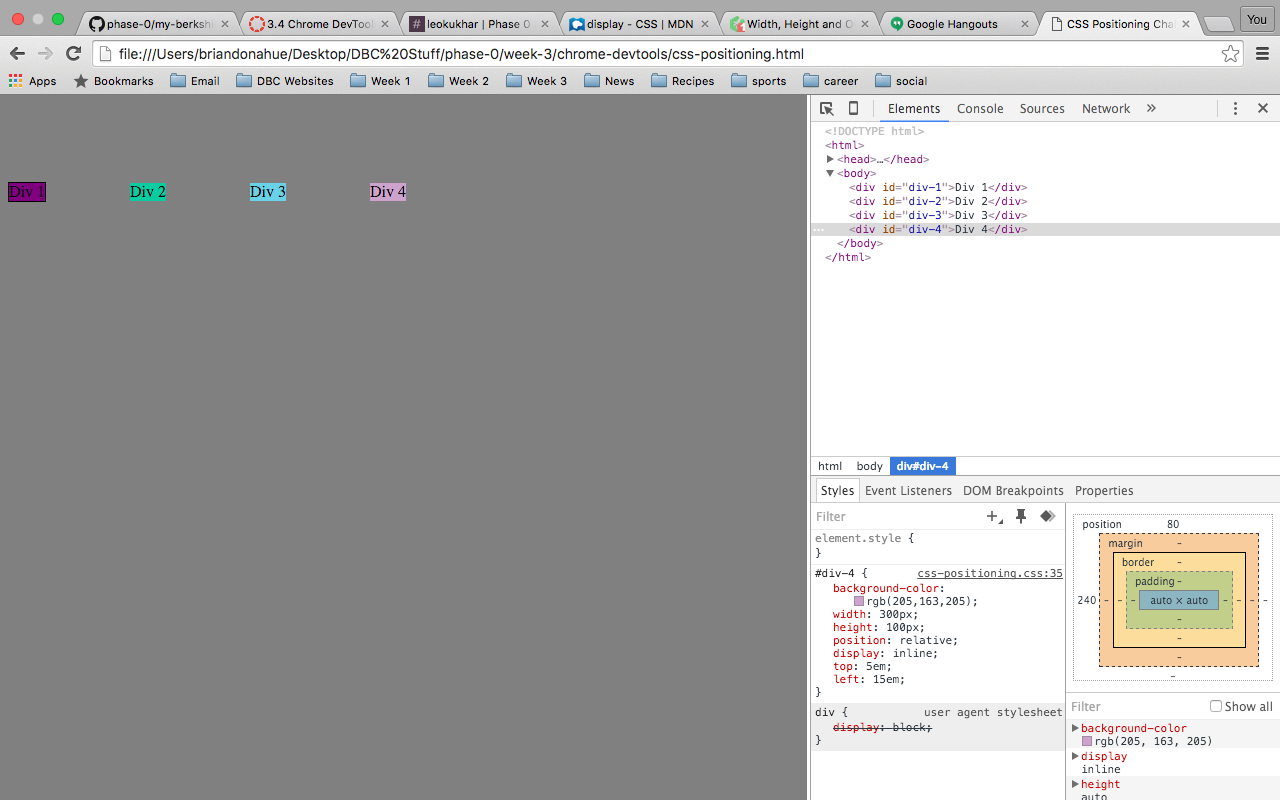 phase-0/my-berksh
3.4 Chrome DevTool
leokukhar | Phase 0
display - CSS | MDN
Width, Height and O
Google Hangouts
CSS Positioning Cha
You
file:///Users/briandonahue/Desktop/DBC%20Stuff/phase-0/week-3/chrome-devtools/css-positioning.html
Apps Bookmarks Email DBC Websites Week 1 Week 2 Week 3 News Recipes sports career social
Div 1 Div 2 Div 3 Div 4
Elements Console Sources Network »
<!DOCTYPE html>
<html>
<head>…</head>
<body>
<div id="div-1">Div 1</div>
<div id="div-2">Div 2</div>
<div id="div-3">Div 3</div>
<div id="div-4">Div 4</div>
</body>
</html>
html body div#div-4
Styles Event Listeners DOM Breakpoints Properties
Filter
element.style {
}
#div-4 { css-positioning.css:35
background-color:
rgb(205,163,205);
width: 300px;
height: 100px;
position: relative;
display: inline;
top: 5em;
left: 15em;
}
div { user agent stylesheet
display: block;
}
position 80
margin -
border -
padding -
240 - - - auto × auto - - - -
-
-
-
-
Filter Show all
background-color
rgb(205, 163, 205)
display
inline
height
auto